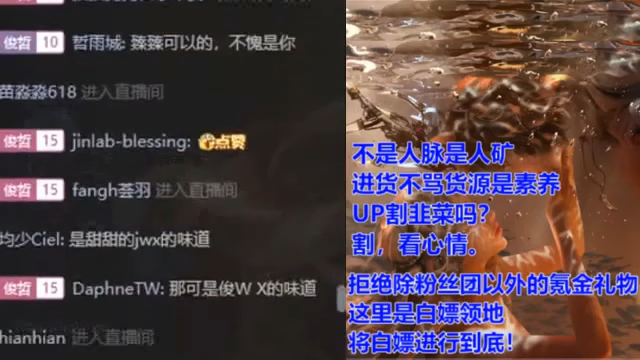 俊哲 10 晢雨城: 臻臻可以的，不愧是你
苗淼淼618 进入直播间
俊哲 15 jinlab-blessing: 点赞
俊哲 15 fangh荟羽 进入直播间
均少Ciel: 是甜甜的jwx的味道
俊哲 15 DaphneTW: 那可是俊W X的味道
hianhian 进入直播间
不是人脉是人矿
进货不骂货源是素养
UP割韭菜吗？
割，看心情。
拒绝除粉丝团以外的氪金礼物
这里是白嫖领地
将白嫖进行到底！